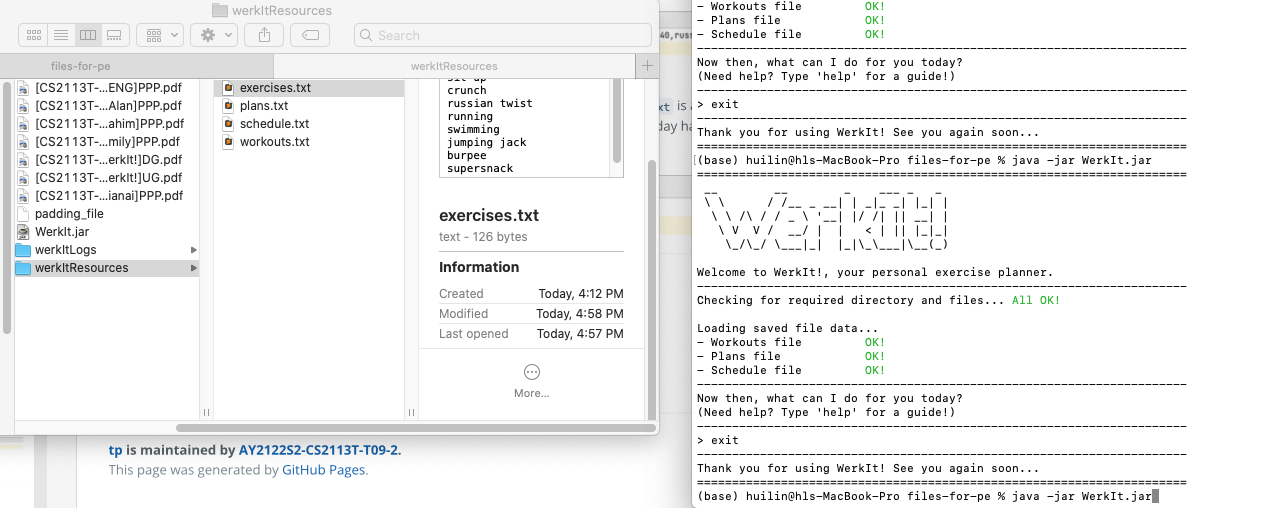 werkItResources
Search
files-for-pe
werkItResources
[CS2113T-...ENG]PPP.pdf
[CS2113T-...Alan]PPP.pdf
[CS2113T-...ahim]PPP.pdf
[CS2113T-...mily]PPP.pdf
[CS2113T-...erkIt!]DG.pdf
[CS2113T-...erkIt!]UG.pdf
[CS2113T-...ianai]PPP.pdf
padding_file
WerkIt.jar
werkItLogs
werkItResources
exercises.txt
plans.txt
schedule.txt
workouts.txt
sit up
crunch
russian twist
running
swimming
jumping jack
burpee
supersnack
exercises.txt
text - 126 bytes
Information
Created Today, 4:12 PM
Modified Today, 4:58 PM
Last opened Today, 4:57 PM
More...
40,russ
xt is a
day ha
tp is maintained by AY2122S2-CS2113T-T09-2.
This page was generated by GitHub Pages.
- Workouts file OK!
- Plans file OK!
- Schedule file OK!
Now then, what can I do for you today?
(Need help? Type 'help' for a guide!)
> exit
Thank you for using WerkIt! See you again soon...
(base) huilin@hls-MacBook-Pro files-for-pe % java -jar WerkIt.jar
WerkIt!
Welcome to WerkIt!, your personal exercise planner.
Checking for required directory and files... All OK!
Loading saved file data...
- Workouts file OK!
- Plans file OK!
- Schedule file OK!
Now then, what can I do for you today?
(Need help? Type 'help' for a guide!)
> exit
Thank you for using WerkIt! See you again soon...
(base) huilin@hls-MacBook-Pro files-for-pe % java -jar WerkIt.jar